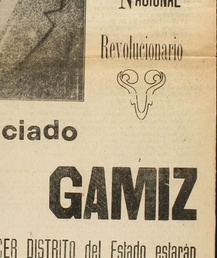 NACIONAL
Revolucionario
ciado
GAMIZ
CER DISTRITO del Estado estarán